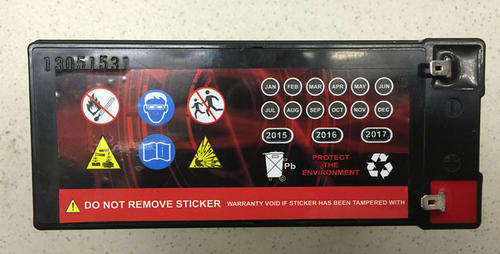 13051531
JAN FEB MAR APR MAY JUN
JUL AUG SEP OCT NOV DEC
2015 2016 2017
Pb
PROTECT
THE
ENVIRONMENT
DO NOT REMOVE STICKER WARRANTY VOID IF STICKER HAS BEEN TAMPERED WITH